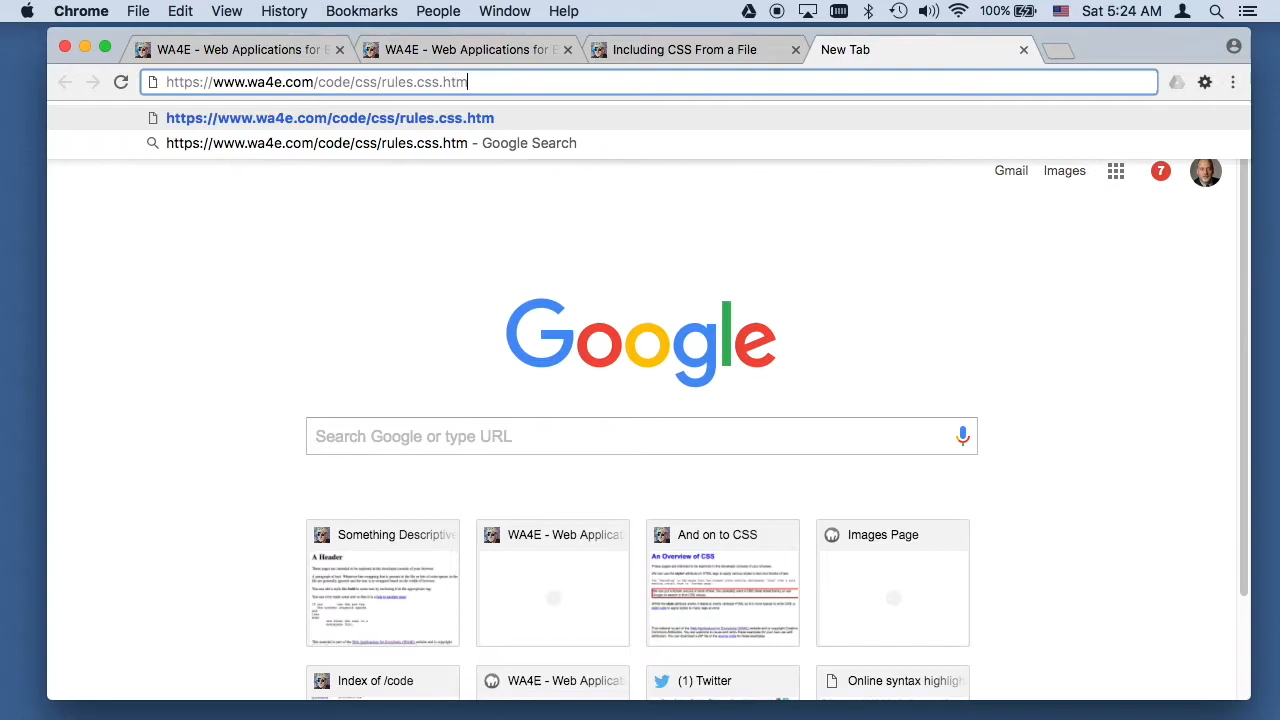 Chrome File Edit View History Bookmarks People Window Help 100% Sat 5:24 AM
WA4E - Web Applications for E WA4E - Web Applications for E Including CSS From a File New Tab
https://www.wa4e.com/code/css/rules.css.htm
https://www.wa4e.com/code/css/rules.css.htm
https://www.wa4e.com/code/css/rules.css.htm - Google Search
Gmail Images 7
Google
Search Google or type URL
Something Descriptive WA4E - Web Applicat And on to CSS Images Page
A Header
An Overview of CSS
Index of /code WA4E - Web Applicat (1) Twitter Online syntax highligh